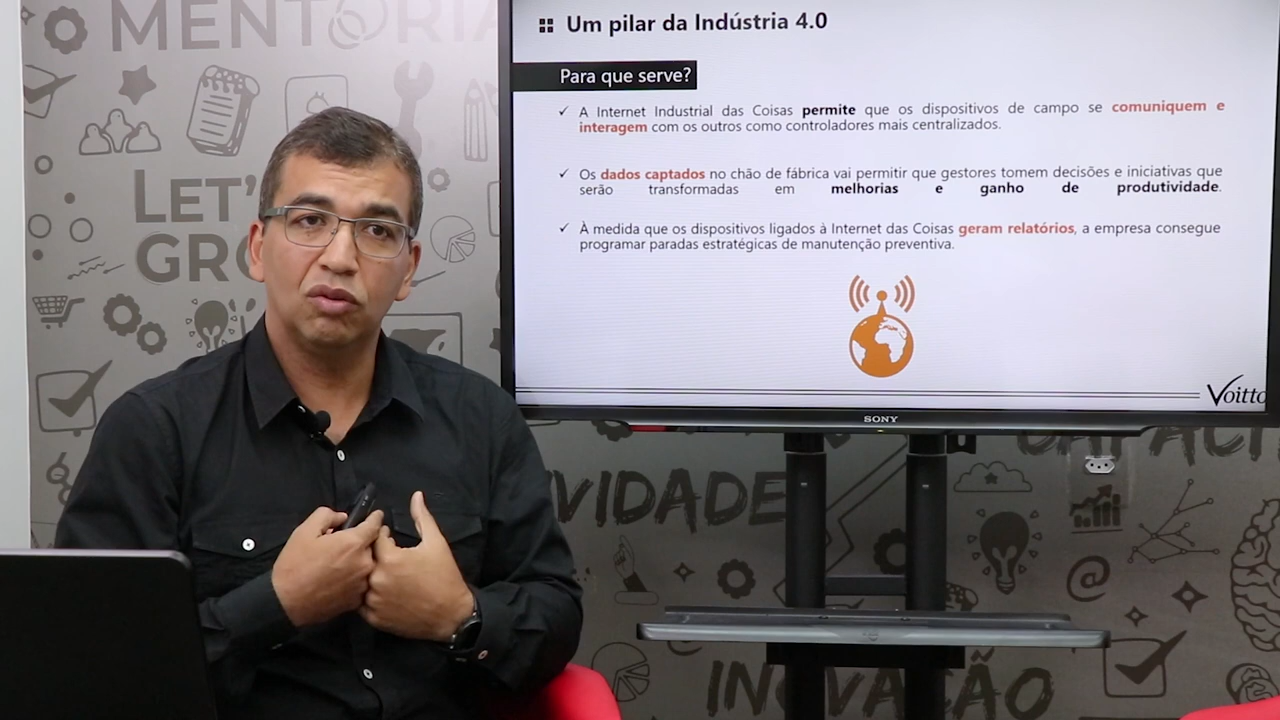 MENTORIA
LET'
GRO
Um pilar da Indústria 4.0
Para que serve?
✓ A Internet Industrial das Coisas permite que os dispositivos de campo se comuniquem e
interagem com os outros como controladores mais centralizados.
✓ Os dados captados no chão de fábrica vai permitir que gestores tomem decisões e iniciativas que
serão transformadas em melhorias e ganho de produtividade.
✓ À medida que os dispositivos ligados à Internet das Coisas geram relatórios, a empresa consegue
programar paradas estratégicas de manutenção preventiva.
Voitto
SONY
VIDADE
INOVAÇÃO